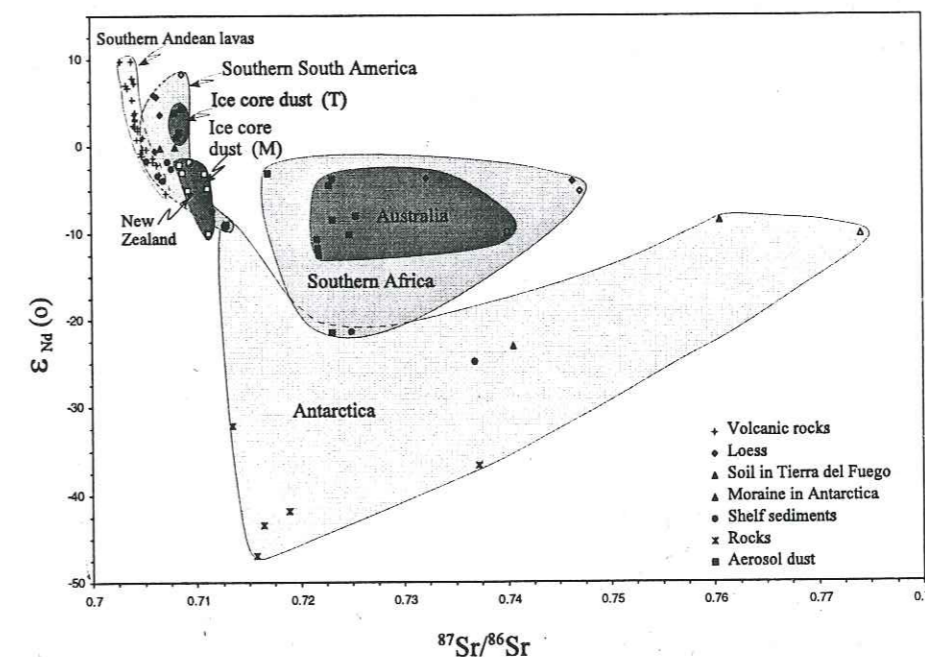 Southern Andean lavas
Southern South America
Ice core dust (T)
Ice core
dust (M)
New
Zealand
Australia
Southern Africa
Antarctica
Volcanic rocks
Loess
Soil in Tierra del Fuego
Moraine in Antarctica
Shelf sediments
Rocks
Aerosol dust
10
0
-10
-20
-30
-40
-50
ε Nd (o)
0.7
0.71
0.72
0.73
0.74
0.75
0.76
0.77
87Sr/86Sr